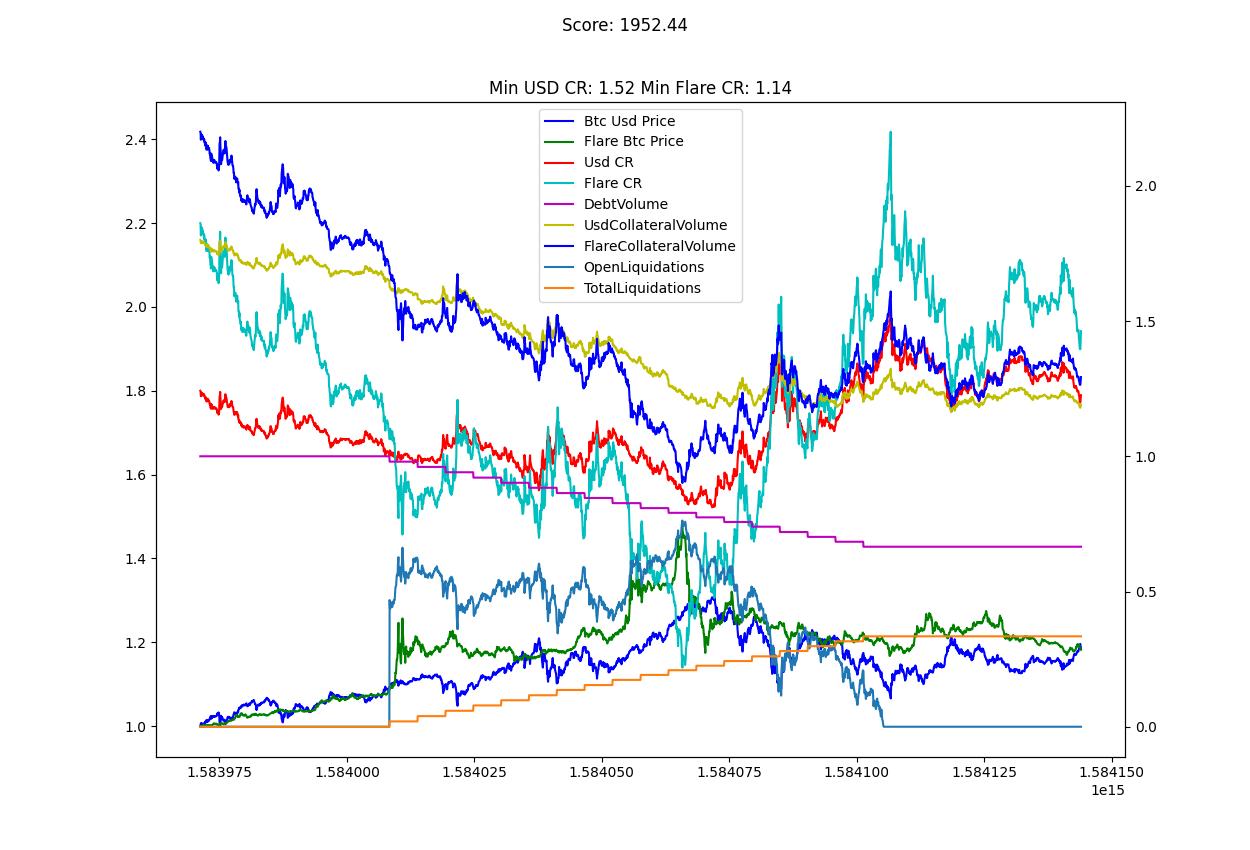 Score: 1952.44
Min USD CR: 1.52 Min Flare CR: 1.14
Btc Usd Price
Flare Btc Price
Usd CR
Flare CR
DebtVolume
UsdCollateralVolume
FlareCollateralVolume
OpenLiquidations
TotalLiquidations
2.4
2.2
2.0
1.8
1.6
1.4
1.2
1.0
2.0
1.5
1.0
0.5
0.0
1.583975 1.584000 1.584025 1.584050 1.584075 1.584100 1.584125 1.584150
1e15